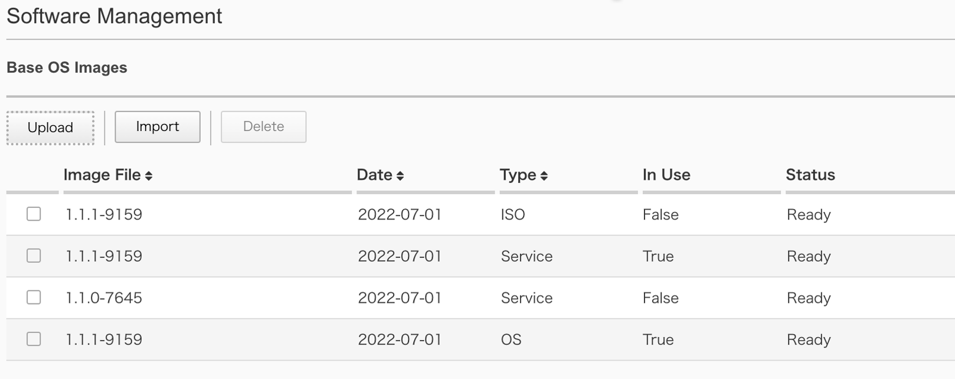 Software Management
Base OS Images
Upload Import Delete
Image File Date Type In Use Status
1.1.1-9159 2022-07-01 ISO False Ready
1.1.1-9159 2022-07-01 Service True Ready
1.1.0-7645 2022-07-01 Service False Ready
1.1.1-9159 2022-07-01 OS True Ready